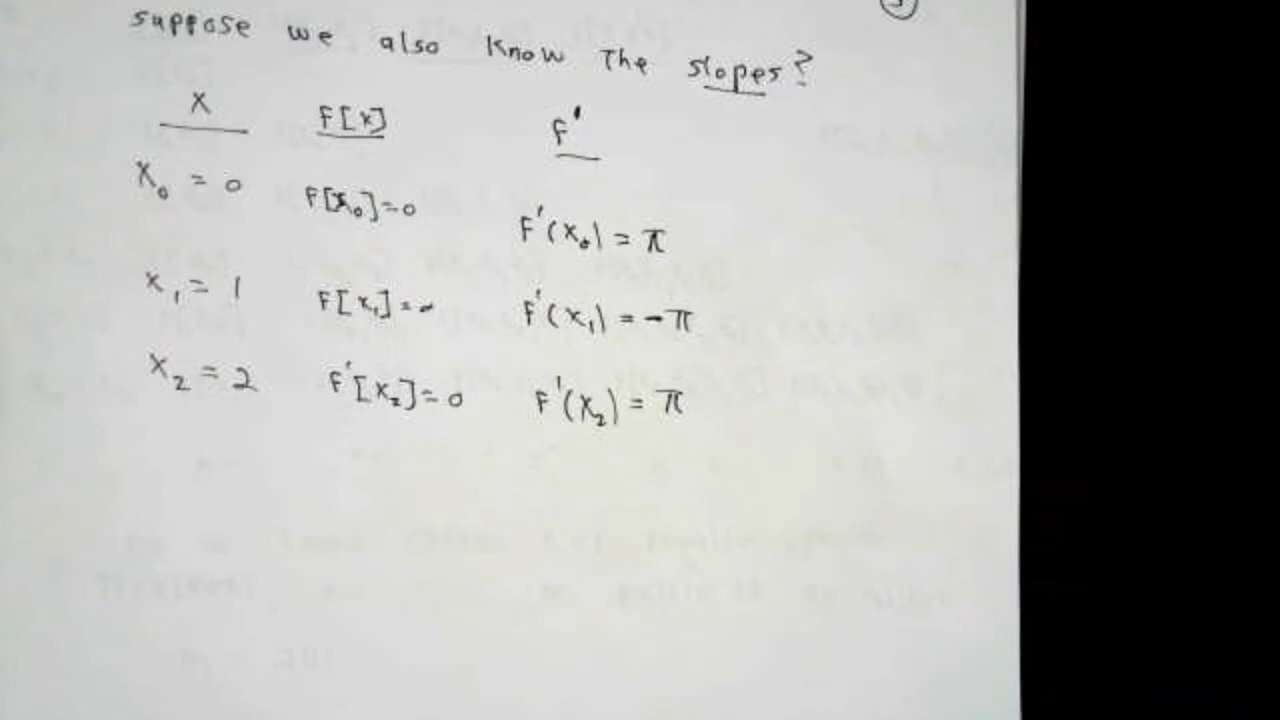 suppose we also know the slopes?
x F[x] F'
x₀ = 0 F[x₀]=0 F'(x₀) = π
x₁ = 1 F[x₁]= F'(x₁) = -π
x₂ = 2 F'[x₂]=0 F'(x₂) = π